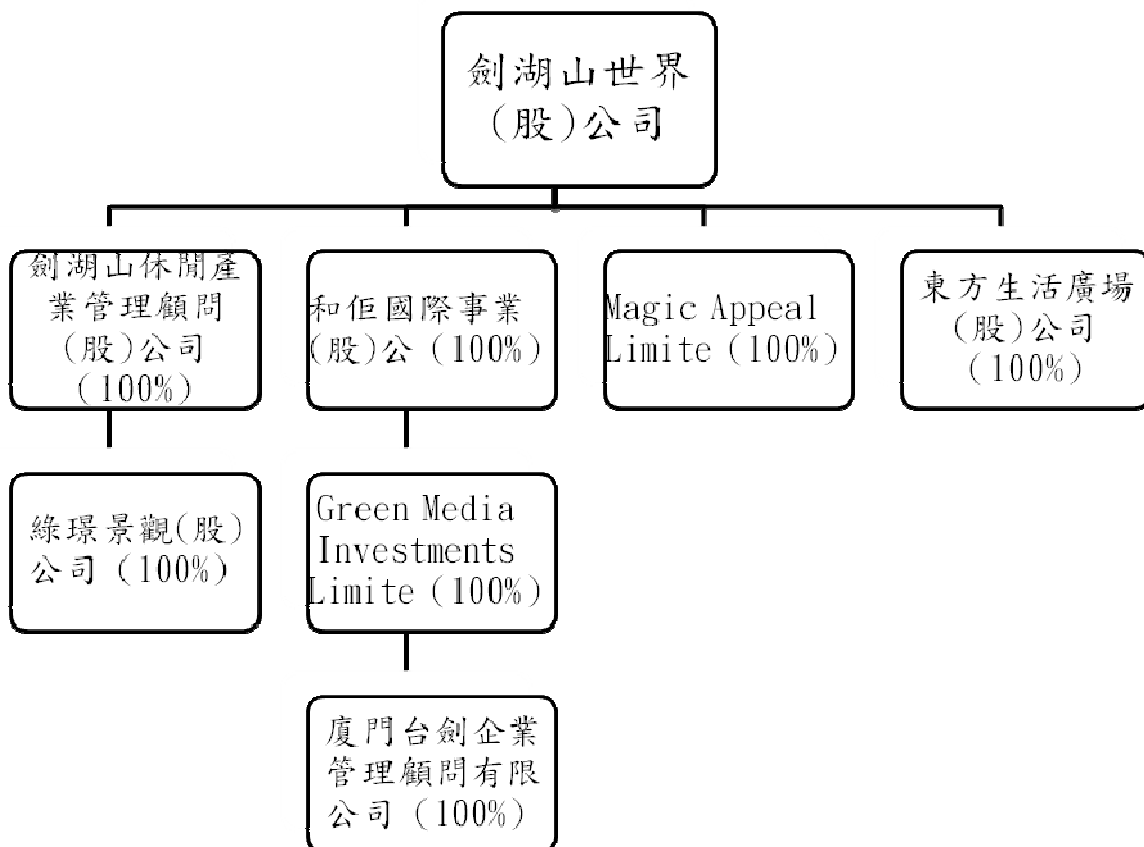 劍湖山世界
(股)公司
劍湖山休閒產
業管理顧問
(股)公司
(100%)
和佢國際事業
(股)公 (100%)
Magic Appeal
Limite (100%)
東方生活廣場
(股)公司
(100%)
綠璟景觀(股)
公司 (100%)
Green Media
Investments
Limite (100%)
廈門台劍企業
管理顧問有限
公司 (100%)